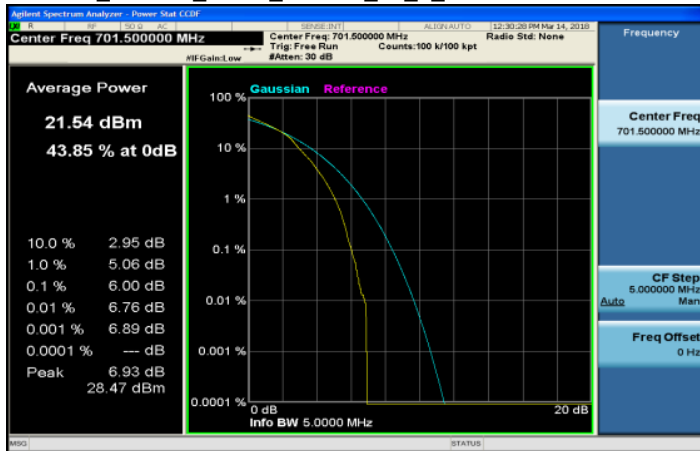 Agilent Spectrum Analyzer - Power Stat CCDF
R RF 50 Ω AC SENSE:INT ALIGN AUTO 12:30:28 PM Mar 14, 2018
Center Freq 701.500000 MHz
Center Freq: 701.500000 MHz Radio Std: None
Trig: Free Run Counts:100 k/100 kpt
#IFGain:Low #Atten: 30 dB
Frequency
Average Power
21.54 dBm
43.85 % at 0dB
10.0 % 2.95 dB
1.0 % 5.06 dB
0.1 % 6.00 dB
0.01 % 6.76 dB
0.001 % 6.89 dB
0.0001 % --- dB
Peak 6.93 dB
28.47 dBm
Gaussian Reference
100 %
10 %
1 %
0.1 %
0.01 %
0.001 %
0.0001 %
0 dB 20 dB
Info BW 5.0000 MHz
Center Freq
701.500000 MHz
CF Step
5.000000 MHz
Auto Man
Freq Offset
0 Hz
MSG STATUS